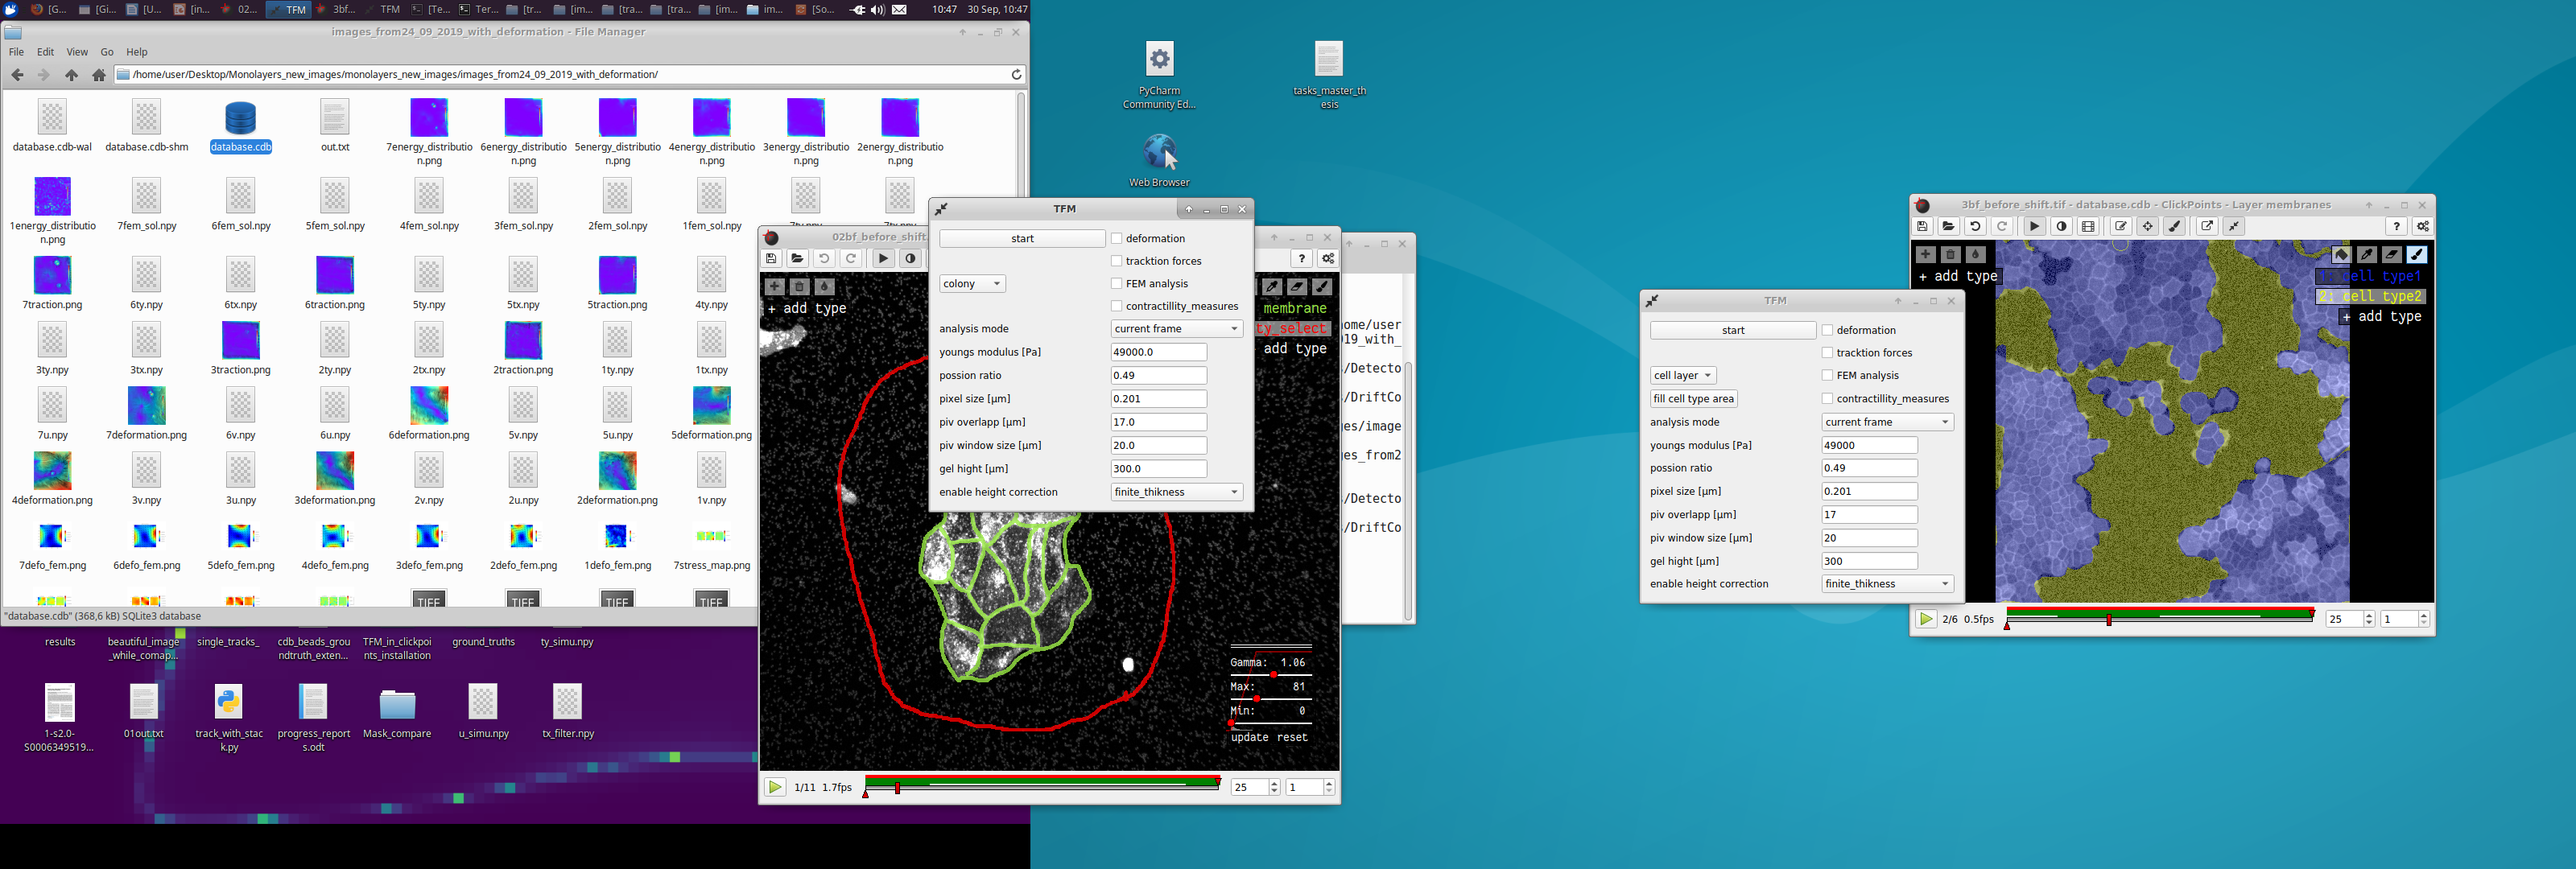 [G...
[Gi...
[U...
[in...
02...
TFM
3bf...
TFM
[Te...
Ter...
[tr...
[im...
[tra...
[tra...
[im...
im...
[So...
10:47
30 Sep, 10:47
images_from24_09_2019_with_deformation - File Manager
File Edit View Go Help
/home/user/Desktop/Monolayers_new_images/monolayers_new_images/images_from24_09_2019_with_deformation/
database.cdb-wal
database.cdb-shm
database.cdb
out.txt
7energy_distributio
n.png
6energy_distributio
n.png
5energy_distributio
n.png
4energy_distributio
n.png
3energy_distributio
n.png
2energy_distributio
n.png
1energy_distributio
n.png
7fem_sol.npy
6fem_sol.npy
5fem_sol.npy
4fem_sol.npy
3fem_sol.npy
2fem_sol.npy
1fem_sol.npy
7traction.png
6ty.npy
6tx.npy
6traction.png
5ty.npy
5tx.npy
5traction.png
4ty.npy
3ty.npy
3tx.npy
3traction.png
2ty.npy
2tx.npy
2traction.png
1ty.npy
1tx.npy
7u.npy
7deformation.png
6v.npy
6u.npy
6deformation.png
5v.npy
5u.npy
5deformation.png
4deformation.png
3v.npy
3u.npy
3deformation.png
2v.npy
2u.npy
2deformation.png
1v.npy
7defo_fem.png
6defo_fem.png
5defo_fem.png
4defo_fem.png
3defo_fem.png
2defo_fem.png
1defo_fem.png
7stress_map.png
TIFF
TIFF
TIFF
TIFF
"database.cdb" (368,6 kB) SQLite3 database
results
beautiful_image
_while_comap...
single_tracks_
cdb_beads_grou
ndtruth_exten...
TFM_in_clickpoi
nts_installation
ground_truths
ty_simu.npy
1-s2.0-
S0006349519...
01out.txt
track_with_stac
k.py
progress_report
s.odt
Mask_compare
u_simu.npy
tx_filter.npy
PyCharm
Community Ed...
tasks_master_th
esis
Web Browser
02bf_before_shift
+ add type
membrane
ty_select
add type
Gamma: 1.06
Max: 81
Min: 0
update reset
1/11 1.7fps
25
1
TFM
start
deformation
tracktion forces
colony
FEM analysis
contractillity_measures
analysis mode current frame
youngs modulus [Pa] 49000.0
possion ratio 0.49
pixel size [µm] 0.201
piv overlapp [µm] 17.0
piv window size [µm] 20.0
gel hight [µm] 300.0
enable height correction finite_thikness
ome/user
19_with_
/Detecto
/DriftCo
es/image
es_from2
/Detecto
/DriftCo
TFM
start
deformation
tracktion forces
cell layer
FEM analysis
fill cell type area
contractillity_measures
analysis mode current frame
youngs modulus [Pa] 49000
possion ratio 0.49
pixel size [µm] 0.201
piv overlapp [µm] 17
piv window size [µm] 20
gel hight [µm] 300
enable height correction finite_thikness
3bf_before_shift.tif - database.cdb - ClickPoints - Layer membranes
+ add type
cell type1
2: cell type2
+ add type
2/6 0.5fps
25
1